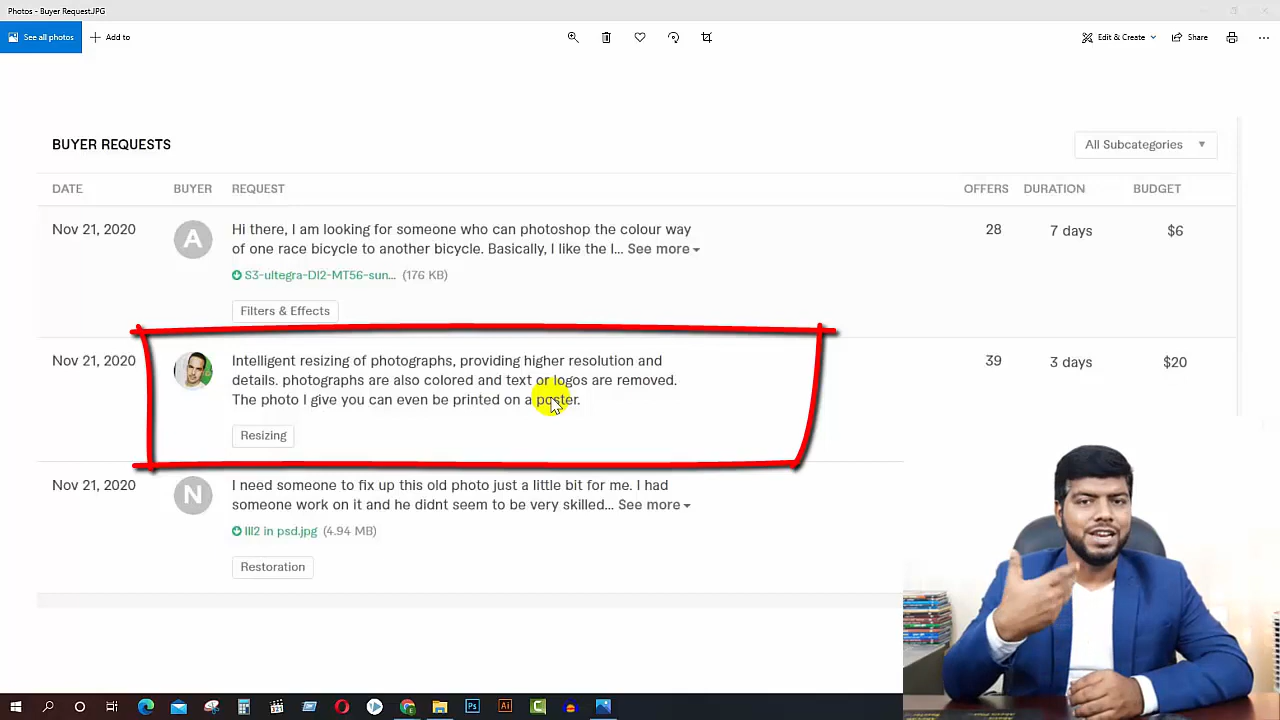 Photos - Buyer Request.JPG
See all photos
Add to
Edit & Create
Share
BUYER REQUESTS
All Subcategories
DATE BUYER REQUEST OFFERS DURATION BUDGET
Nov 21, 2020 A Hi there, I am looking for someone who can photoshop the colour way 28 7 days $6
of one race bicycle to another bicycle. Basically, I like the l... See more
S3-ultegra-DI2-MT56-sun... (176 KB)
Filters & Effects
Nov 21, 2020 Intelligent resizing of photographs, providing higher resolution and 39 3 days $20
details. photographs are also colored and text or logos are removed.
The photo I give you can even be printed on a poster.
Resizing
Nov 21, 2020 N I need someone to fix up this old photo just a little bit for me. I had
someone work on it and he didnt seem to be very skilled... See more
III2 in psd.jpg (4.94 MB)
Restoration
Ps Ai